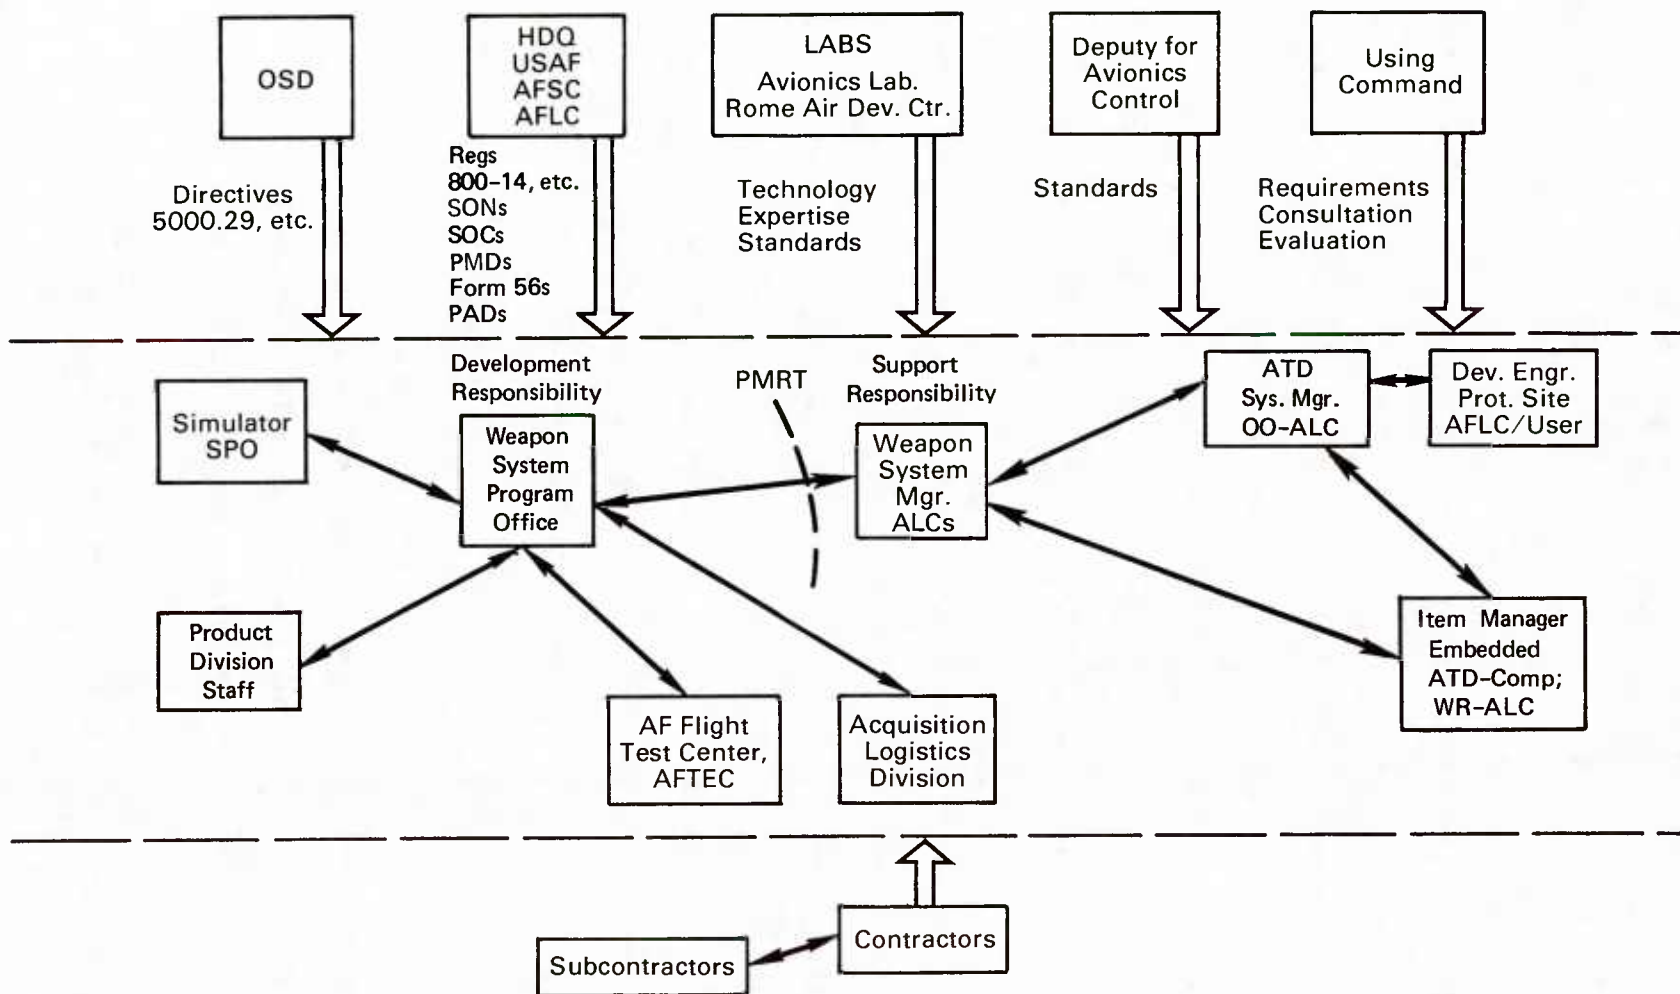 OSD
HDQ
USAF
AFSC
AFLC
LABS
Avionics Lab.
Rome Air Dev. Ctr.
Deputy for
Avionics
Control
Using
Command
Directives
5000.29, etc.
Regs
800-14, etc.
SONs
SOCs
PMDs
Form 56s
PADs
Technology
Expertise
Standards
Standards
Requirements
Consultation
Evaluation
Development
Responsibility
PMRT
Support
Responsibility
Simulator
SPO
Weapon
System
Program
Office
Weapon
System
Mgr.
ALCs
ATD
Sys. Mgr.
OO-ALC
Dev. Engr.
Prot. Site
AFLC/User
Product
Division
Staff
AF Flight
Test Center,
AFTEC
Acquisition
Logistics
Division
Item Manager
Embedded
ATD-Comp;
WR-ALC
Contractors
Subcontractors